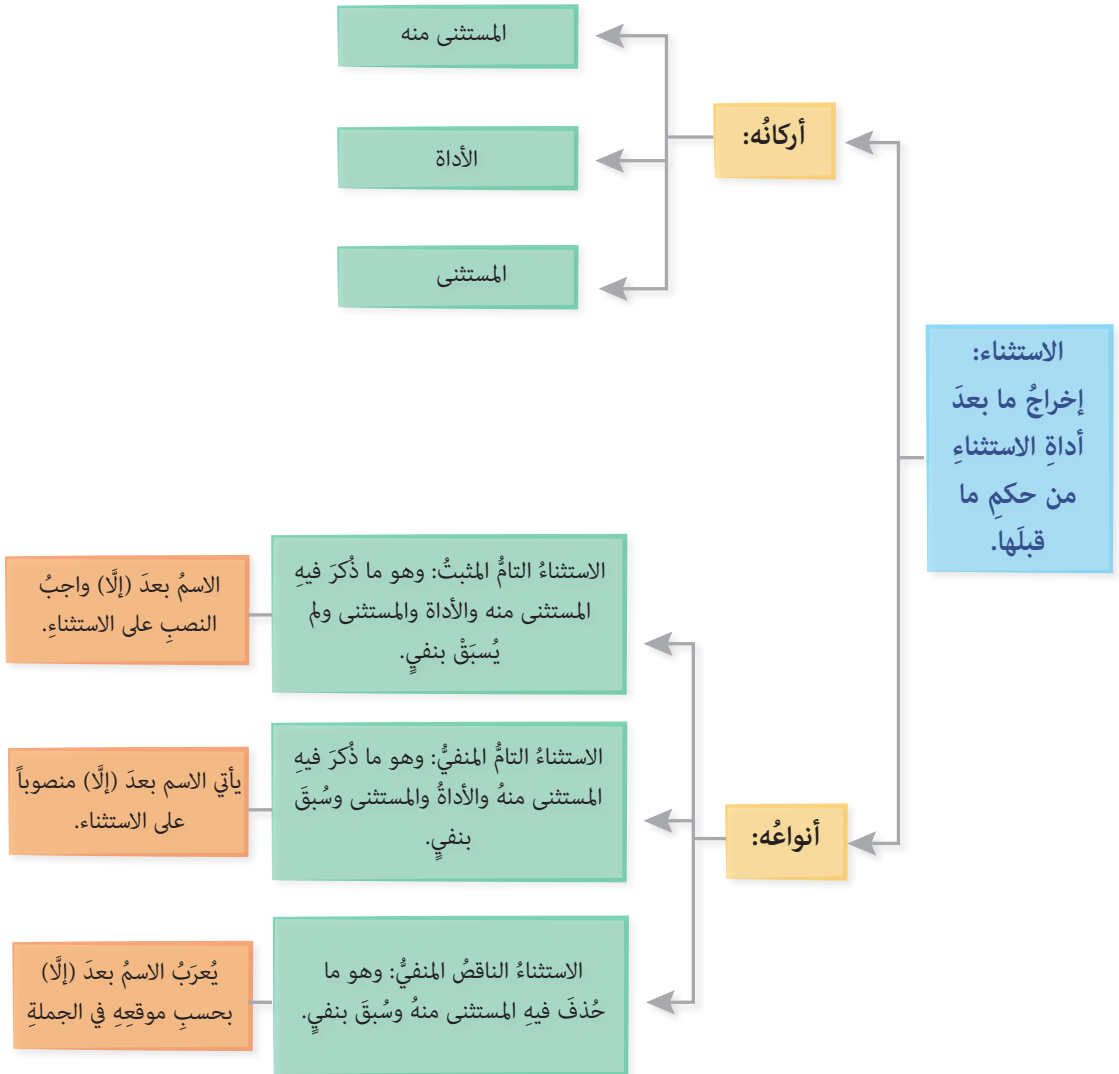 الاستثناء:
إخراجُ ما بعدَ
أداةِ الاستثناءِ
من حكمِ ما
قبلَها.
أركانُه:
المستثنى منه
الأداة
المستثنى
أنواعُه:
الاستثناءُ التامُّ المثبتُ: وهو ما ذُكرَ فيهِ
المستثنى منه والأداة والمستثنى ولم
يُسبَقْ بنفيٍ.
الاسمُ بعدَ (إلَّا) واجبُ
النصبِ على الاستثناءِ.
الاستثناءُ التامُّ المنفيُّ: وهو ما ذُكرَ فيهِ
المستثنى منهُ والأداةُ والمستثنى وسُبقَ
بنفيٍ.
يأتي الاسم بعدَ (إلَّا) منصوباً
على الاستثناء.
الاستثناءُ الناقصُ المنفيُّ: وهو ما
حُذفَ فيهِ المستثنى منهُ وسُبقَ بنفيٍ.
يُعرَبُ الاسمُ بعدَ (إلَّا)
بحسبِ موقعِهِ في الجملةِ